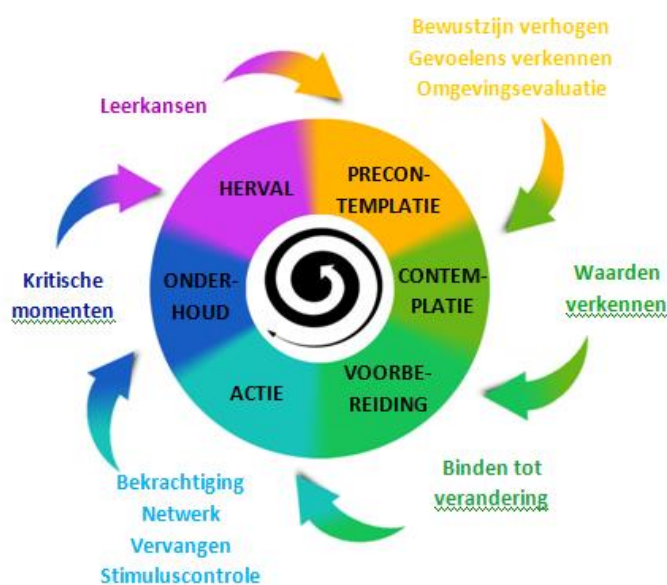 Bewustzijn verhogen
Gevoelens verkennen
Omgevingsevaluatie
Leerkansen
HERVAL
PRECON-
TEMPLATIE
Kritische
momenten
ONDER-
HOUD
CONTEM-
PLATIE
Waarden
verkennen
ACTIE
VOORBE-
REIDING
Bekrachtiging
Netwerk
Vervangen
Stimuluscontrole
Binden tot
verandering